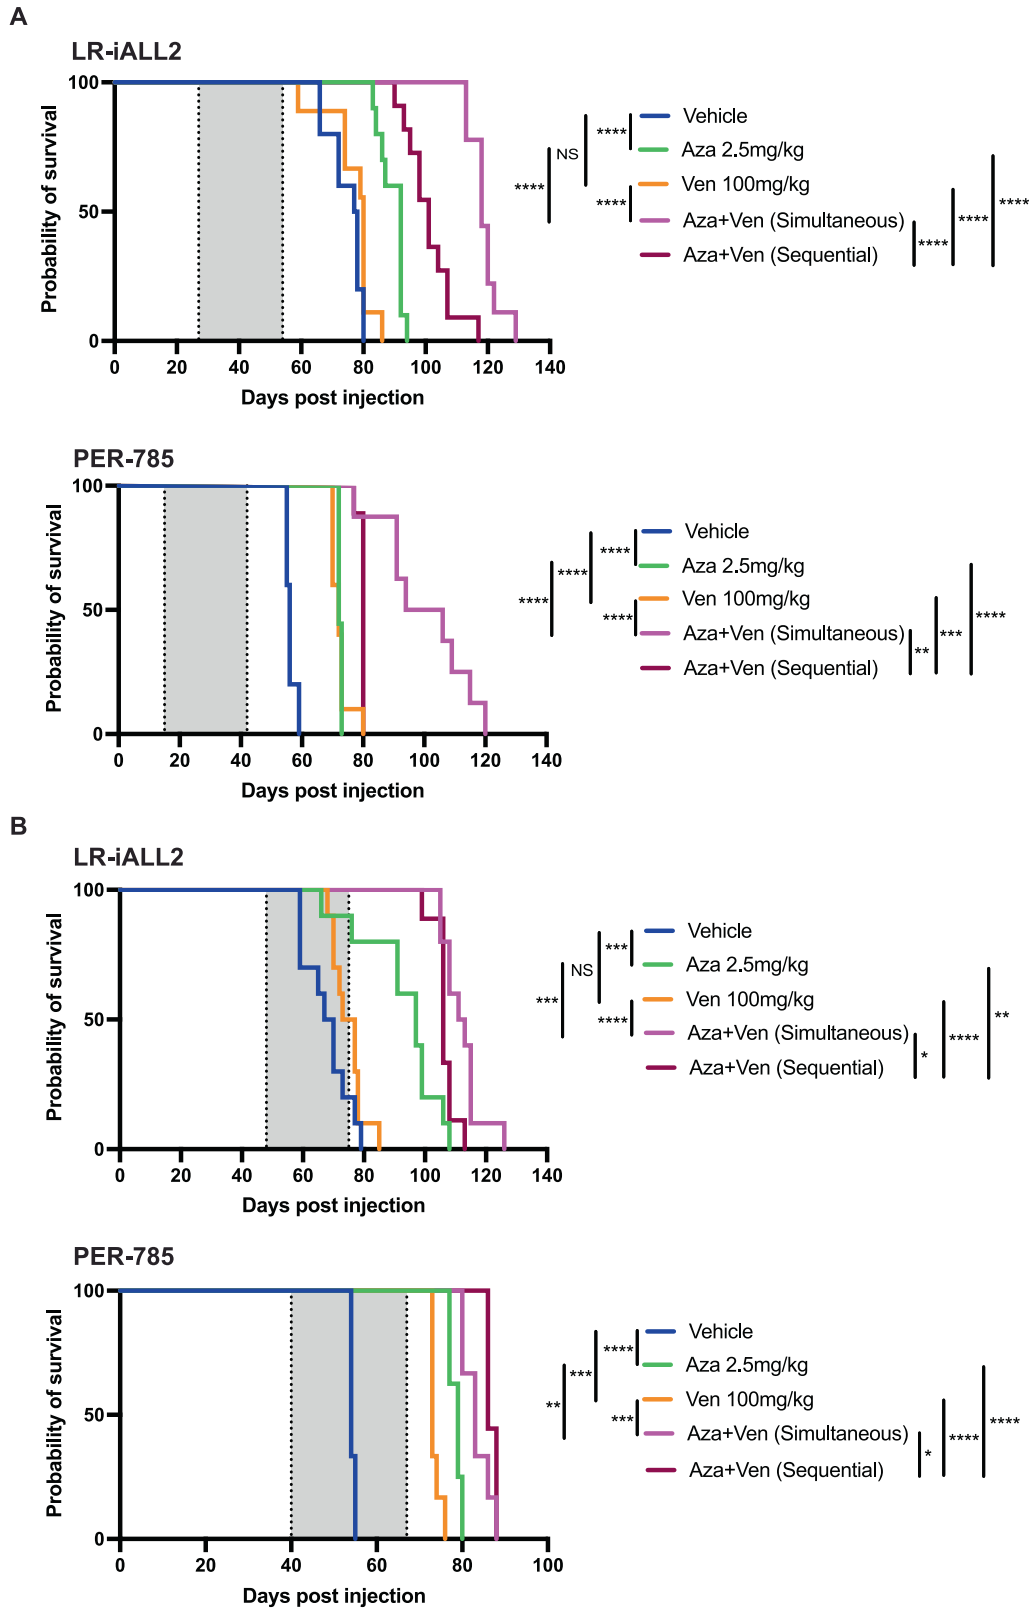 A
LR-iALL2
Probability of survival
100
50
0
0 20 40 60 80 100 120 140
Days post injection
Vehicle
Aza 2.5mg/kg
Ven 100mg/kg
Aza+Ven (Simultaneous)
Aza+Ven (Sequential)
**** NS **** **** **** **** ****
PER-785
Probability of survival
100
50
0
0 20 40 60 80 100 120 140
Days post injection
Vehicle
Aza 2.5mg/kg
Ven 100mg/kg
Aza+Ven (Simultaneous)
Aza+Ven (Sequential)
**** **** **** **** ** *** ****
B
LR-iALL2
Probability of survival
100
50
0
0 20 40 60 80 100 120 140
Days post injection
Vehicle
Aza 2.5mg/kg
Ven 100mg/kg
Aza+Ven (Simultaneous)
Aza+Ven (Sequential)
*** NS *** **** * **** **
PER-785
Probability of survival
100
50
0
0 20 40 60 80 100
Days post injection
Vehicle
Aza 2.5mg/kg
Ven 100mg/kg
Aza+Ven (Simultaneous)
Aza+Ven (Sequential)
** *** **** *** * **** ****